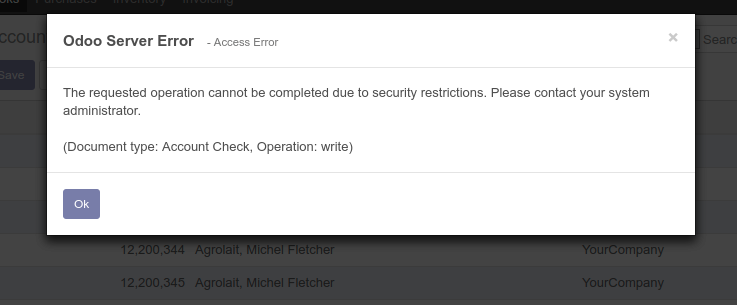 Purchases Inventory Invoicing
Odoo Server Error - Access Error ×
Search
Save
The requested operation cannot be completed due to security restrictions. Please contact your system
administrator.
(Document type: Account Check, Operation: write)
Ok
12,200,344 Agrolait, Michel Fletcher YourCompany
12,200,345 Agrolait, Michel Fletcher YourCompany